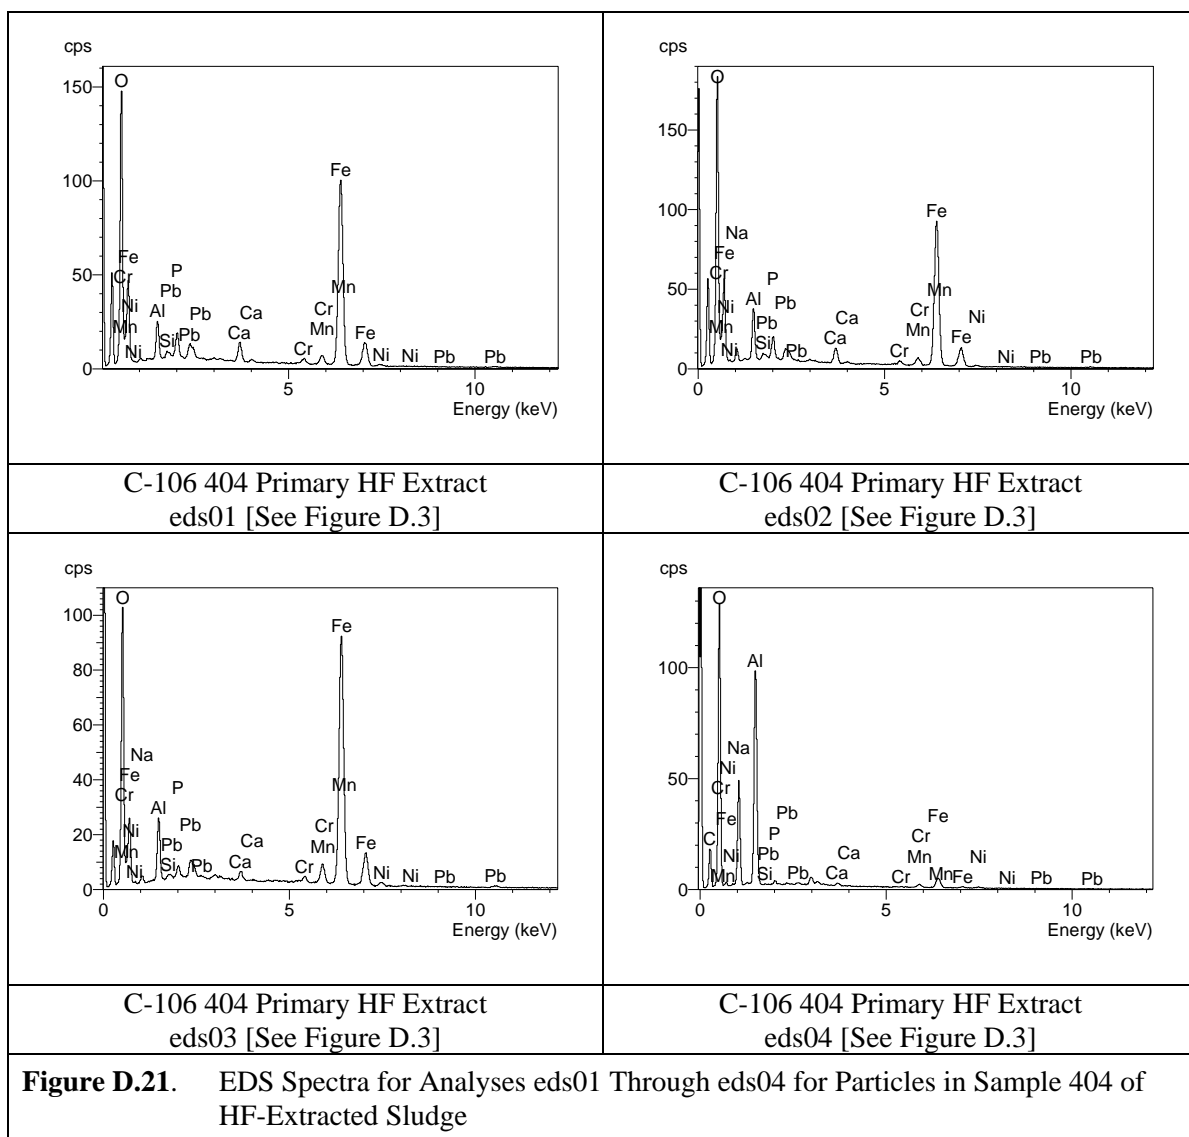 cps
O
150
100
50
0
Fe
Fe
P
Cr
Pb
Ni
Al
Pb
Mn
Si
Pb
Ni
Ca
Ca
Cr
Mn
Mn
Cr
Fe
Ni
Ni
Pb
Pb
5
10
Energy (keV)
C-106 404 Primary HF Extract
eds01 [See Figure D.3]
cps
O
150
100
50
0
Fe
Na
Fe
P
Cr
Ni
Al
Pb
Mn
Pb
Ni
Si
Pb
Ca
Ca
Cr
Mn
Mn
Cr
Ni
Fe
Ni
Pb
Pb
0
5
10
Energy (keV)
C-106 404 Primary HF Extract
eds02 [See Figure D.3]
cps
O
100
80
60
40
20
0
Fe
Na
Fe
P
Cr
Al
Ni
Pb
Mn
Pb
Ni
Si
Pb
Ca
Ca
Cr
Mn
Mn
Cr
Fe
Ni
Ni
Pb
Pb
0
5
10
Energy (keV)
C-106 404 Primary HF Extract
eds03 [See Figure D.3]
cps
O
100
50
0
Al
Na
Ni
Cr
Pb
Fe
P
C
Ni
Pb
Mn
Si
Pb
Ca
Ca
Fe
Cr
Mn
Cr
Fe
Ni
Ni
Pb
Pb
0
5
10
Energy (keV)
C-106 404 Primary HF Extract
eds04 [See Figure D.3]
Figure D.21. EDS Spectra for Analyses eds01 Through eds04 for Particles in Sample 404 of
HF-Extracted Sludge